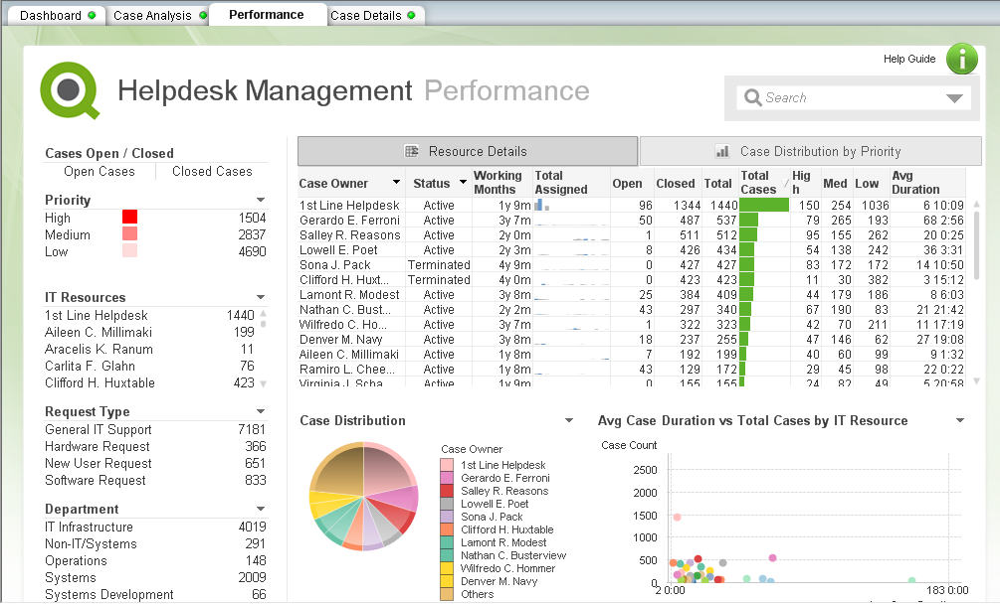 Dashboard Case Analysis Performance Case Details
Help Guide
Helpdesk Management Performance
Search
Cases Open / Closed
Open Cases Closed Cases
Priority
High 1504
Medium 2837
Low 4690
IT Resources
1st Line Helpdesk 1440
Aileen C. Millimaki 199
Aracelis K. Ranum 11
Carlita F. Glahn 76
Clifford H. Huxtable 423
Request Type
General IT Support 7181
Hardware Request 366
New User Request 651
Software Request 833
Department
IT Infrastructure 4019
Non-IT/Systems 291
Operations 148
Systems 2009
Systems Development 66
Resource Details Case Distribution by Priority
Case Owner Status Working Months Total Assigned Open Closed Total Total Cases Hig h Med Low Avg Duration
1st Line Helpdesk Active 1y 9m 96 1344 1440 150 254 1036 6 10:09
Gerardo E. Ferroni Active 3y 8m 50 487 537 79 265 193 68 2:56
Salley R. Reasons Active 2y 0m 1 511 512 95 155 262 20 0:25
Lowell E. Poet Active 2y 3m 8 426 434 54 138 242 36 3:31
Sona J. Pack Terminated 4y 9m 0 427 427 83 172 172 14 10:50
Clifford H. Huxt... Terminated 4y 0m 0 423 423 11 30 382 3 15:12
Lamont R. Modest Active 3y 8m 25 384 409 44 179 186 8 6:03
Nathan C. Bust... Active 2y 2m 43 297 340 67 190 83 21 21:42
Wilfredo C. Ho... Active 3y 7m 1 322 323 42 70 211 11 17:19
Denver M. Navy Active 3y 8m 18 237 255 47 146 62 27 19:08
Aileen C. Millimaki Active 1y 8m 7 192 199 40 60 99 9 1:32
Ramiro L. Chee... Active 1y 8m 43 129 172 29 45 98 22 0:22
Virginia J. Scha... Active 1y 9m 0 155 155 24 82 49 5 20:58
Case Distribution
Case Owner
1st Line Helpdesk
Gerardo E. Ferroni
Salley R. Reasons
Lowell E. Poet
Sona J. Pack
Clifford H. Huxtable
Lamont R. Modest
Nathan C. Busterview
Wilfredo C. Hommer
Denver M. Navy
Others
Avg Case Duration vs Total Cases by IT Resource
Case Count
2500
2000
1500
1000
500
0
2 0:00 183 0:00